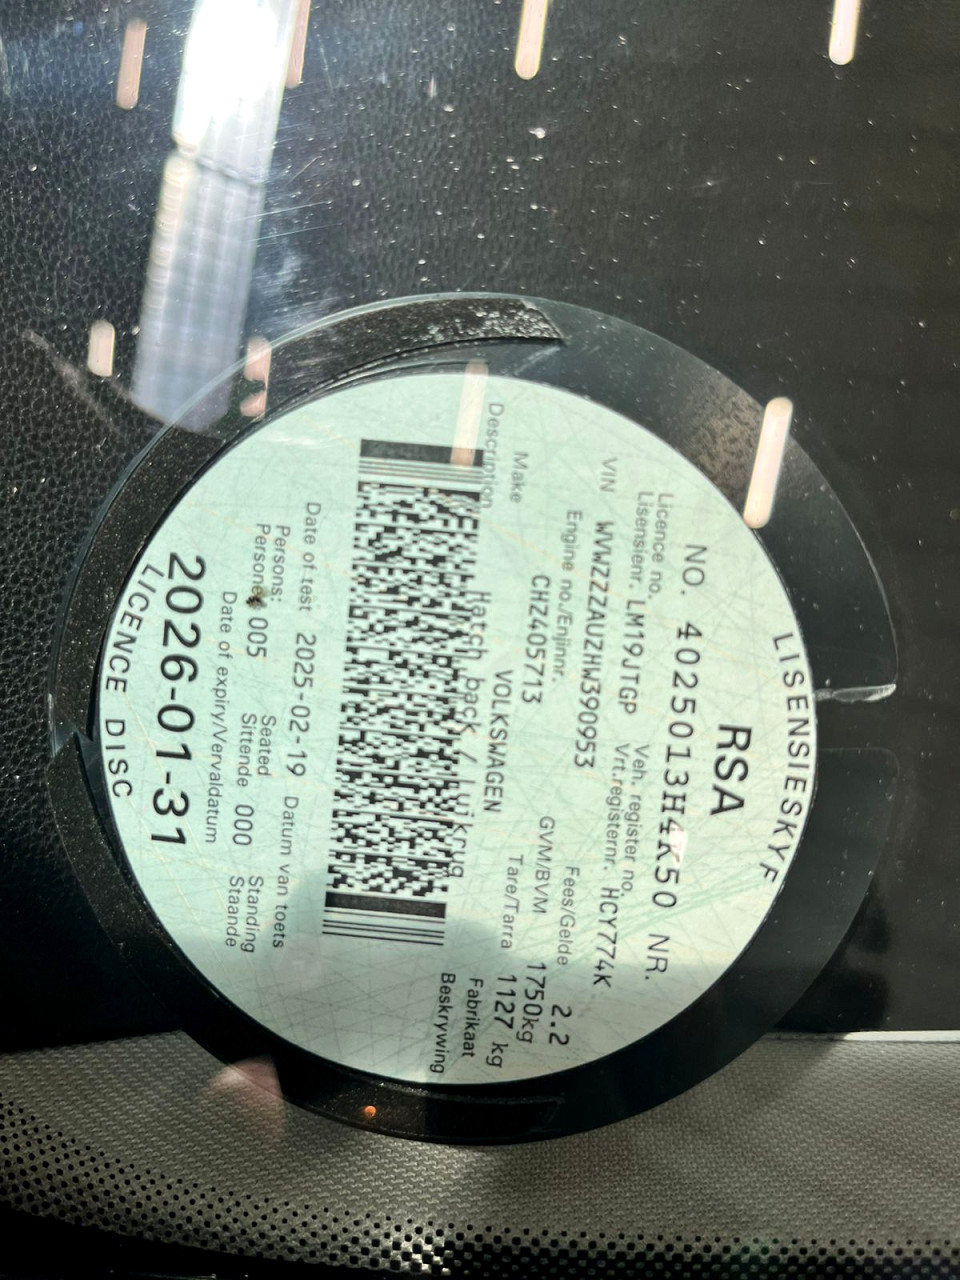 LISENSIESKYF
RSA
NO. 4025013H4K50 NR.
Licence no. Veh. register no.
Lisensienr. LM19JTGP Vrt.registernr. HCY774K
VIN WVWZZZAUZHW390953
Engine no./Enjinnr. Fees/Gelde 2.2
CHZ405713 GVM/BVM 1750kg
Make VOLKSWAGEN Tare/Tarra 1127 kg
Fabrikaat
Description Hatch back / Luikrug Beskrywing
Date of test 2025-02-19 Datum van toets
Persons: Seated Standing
Persone: 005 Sittende 000 Staande
Date of expiry/Vervaldatum
2026-01-31
LICENCE DISC